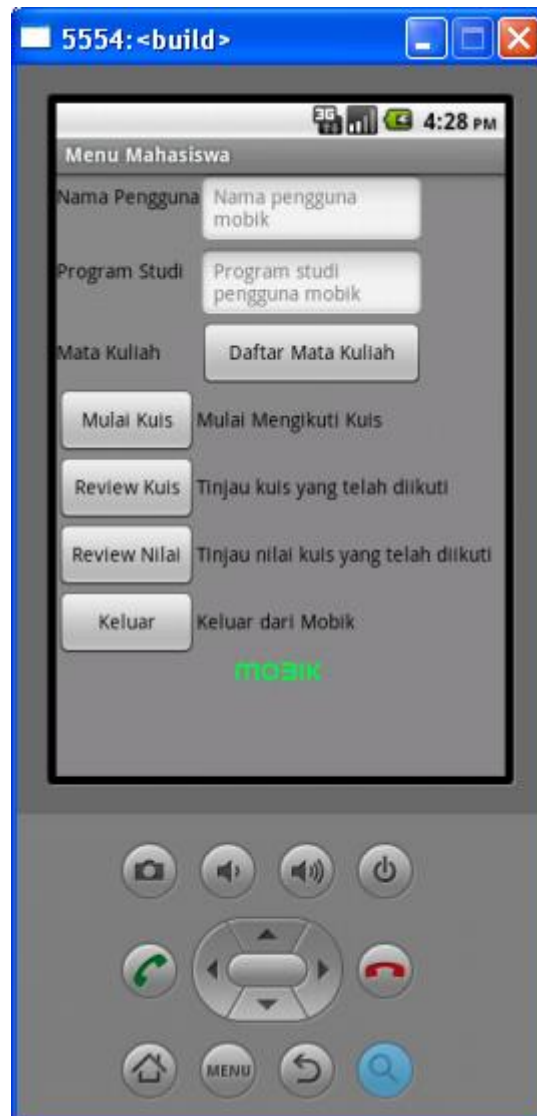 5554:<build>
3G 4:28 PM
Menu Mahasiswa
Nama Pengguna
Nama pengguna
mobik
Program Studi
Program studi
pengguna mobik
Mata Kuliah
Daftar Mata Kuliah
Mulai Kuis
Mulai Mengikuti Kuis
Review Kuis
Tinjau kuis yang telah diikuti
Review Nilai
Tinjau nilai kuis yang telah diikuti
Keluar
Keluar dari Mobik
MOBIK
MENU